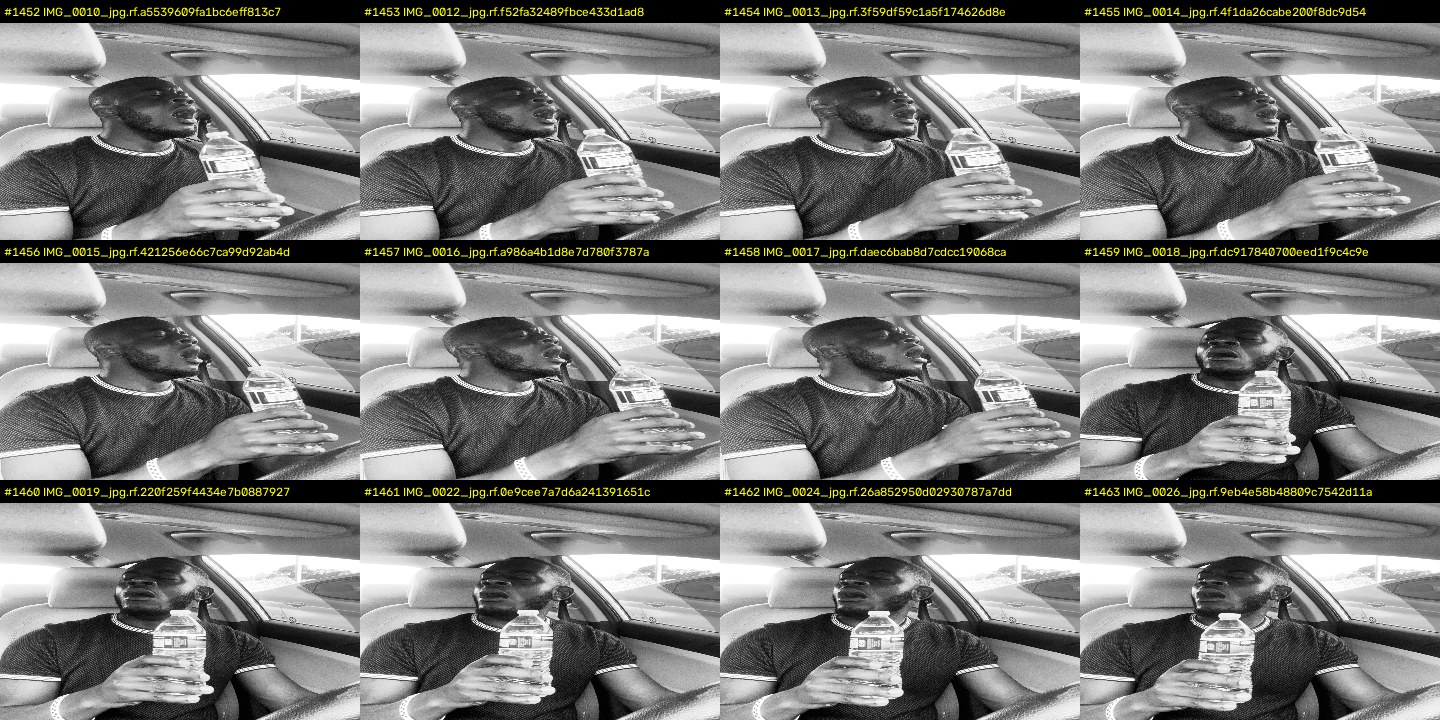 #1452 IMG_0010_jpg.rf.a5539609fa1bc6eff813c7
#1453 IMG_0012_jpg.rf.f52fa32489fbce433d1ad8
#1454 IMG_0013_jpg.rf.3f59df59c1a5f174626d8e
#1455 IMG_0014_jpg.rf.4f1da26cabe200f8dc9d54
#1456 IMG_0015_jpg.rf.421256e66c7ca99d92ab4d
#1457 IMG_0016_jpg.rf.a986a4b1d8e7d780f3787a
#1458 IMG_0017_jpg.rf.daec6bab8d7cdcc19068ca
#1459 IMG_0018_jpg.rf.dc917840700eed1f9c4c9e
#1460 IMG_0019_jpg.rf.220f259f4434e7b0887927
#1461 IMG_0022_jpg.rf.0e9cee7a7d6a241391651c
#1462 IMG_0024_jpg.rf.26a852950d02930787a7dd
#1463 IMG_0026_jpg.rf.9eb4e58b48809c7542d11a